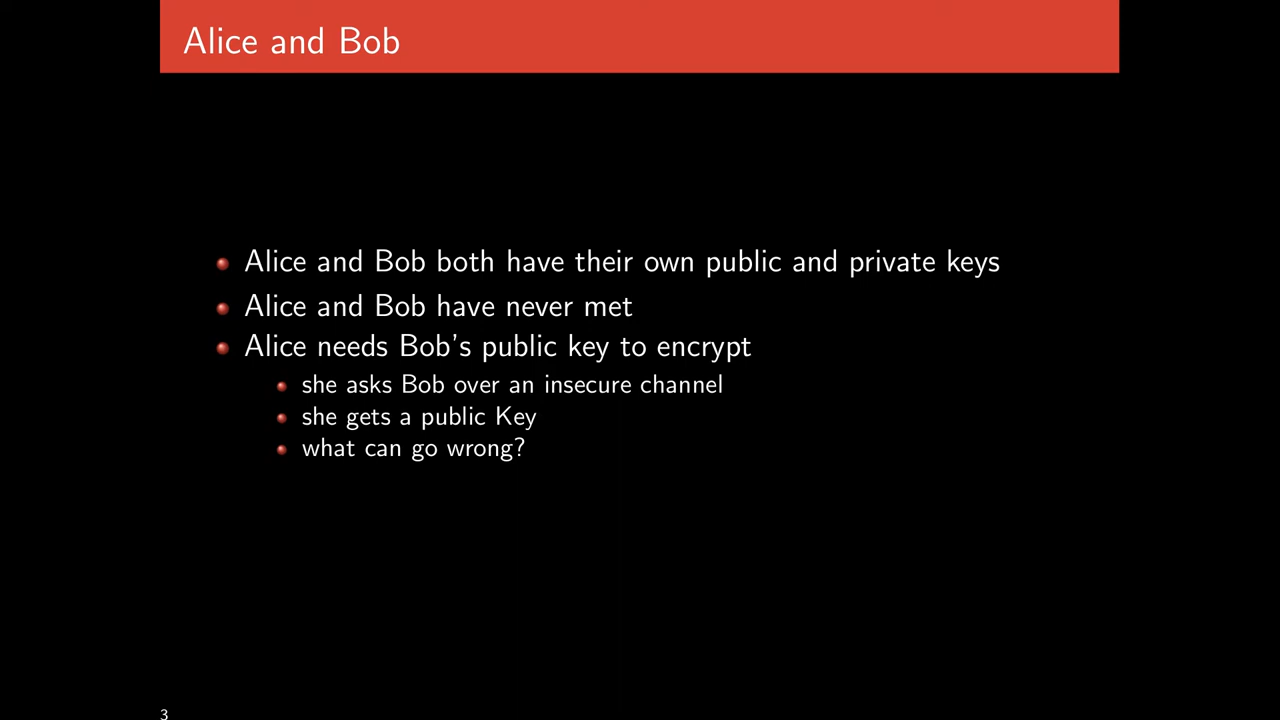 Alice and Bob
Alice and Bob both have their own public and private keys
Alice and Bob have never met
Alice needs Bob's public key to encrypt
she asks Bob over an insecure channel
she gets a public Key
what can go wrong?
3